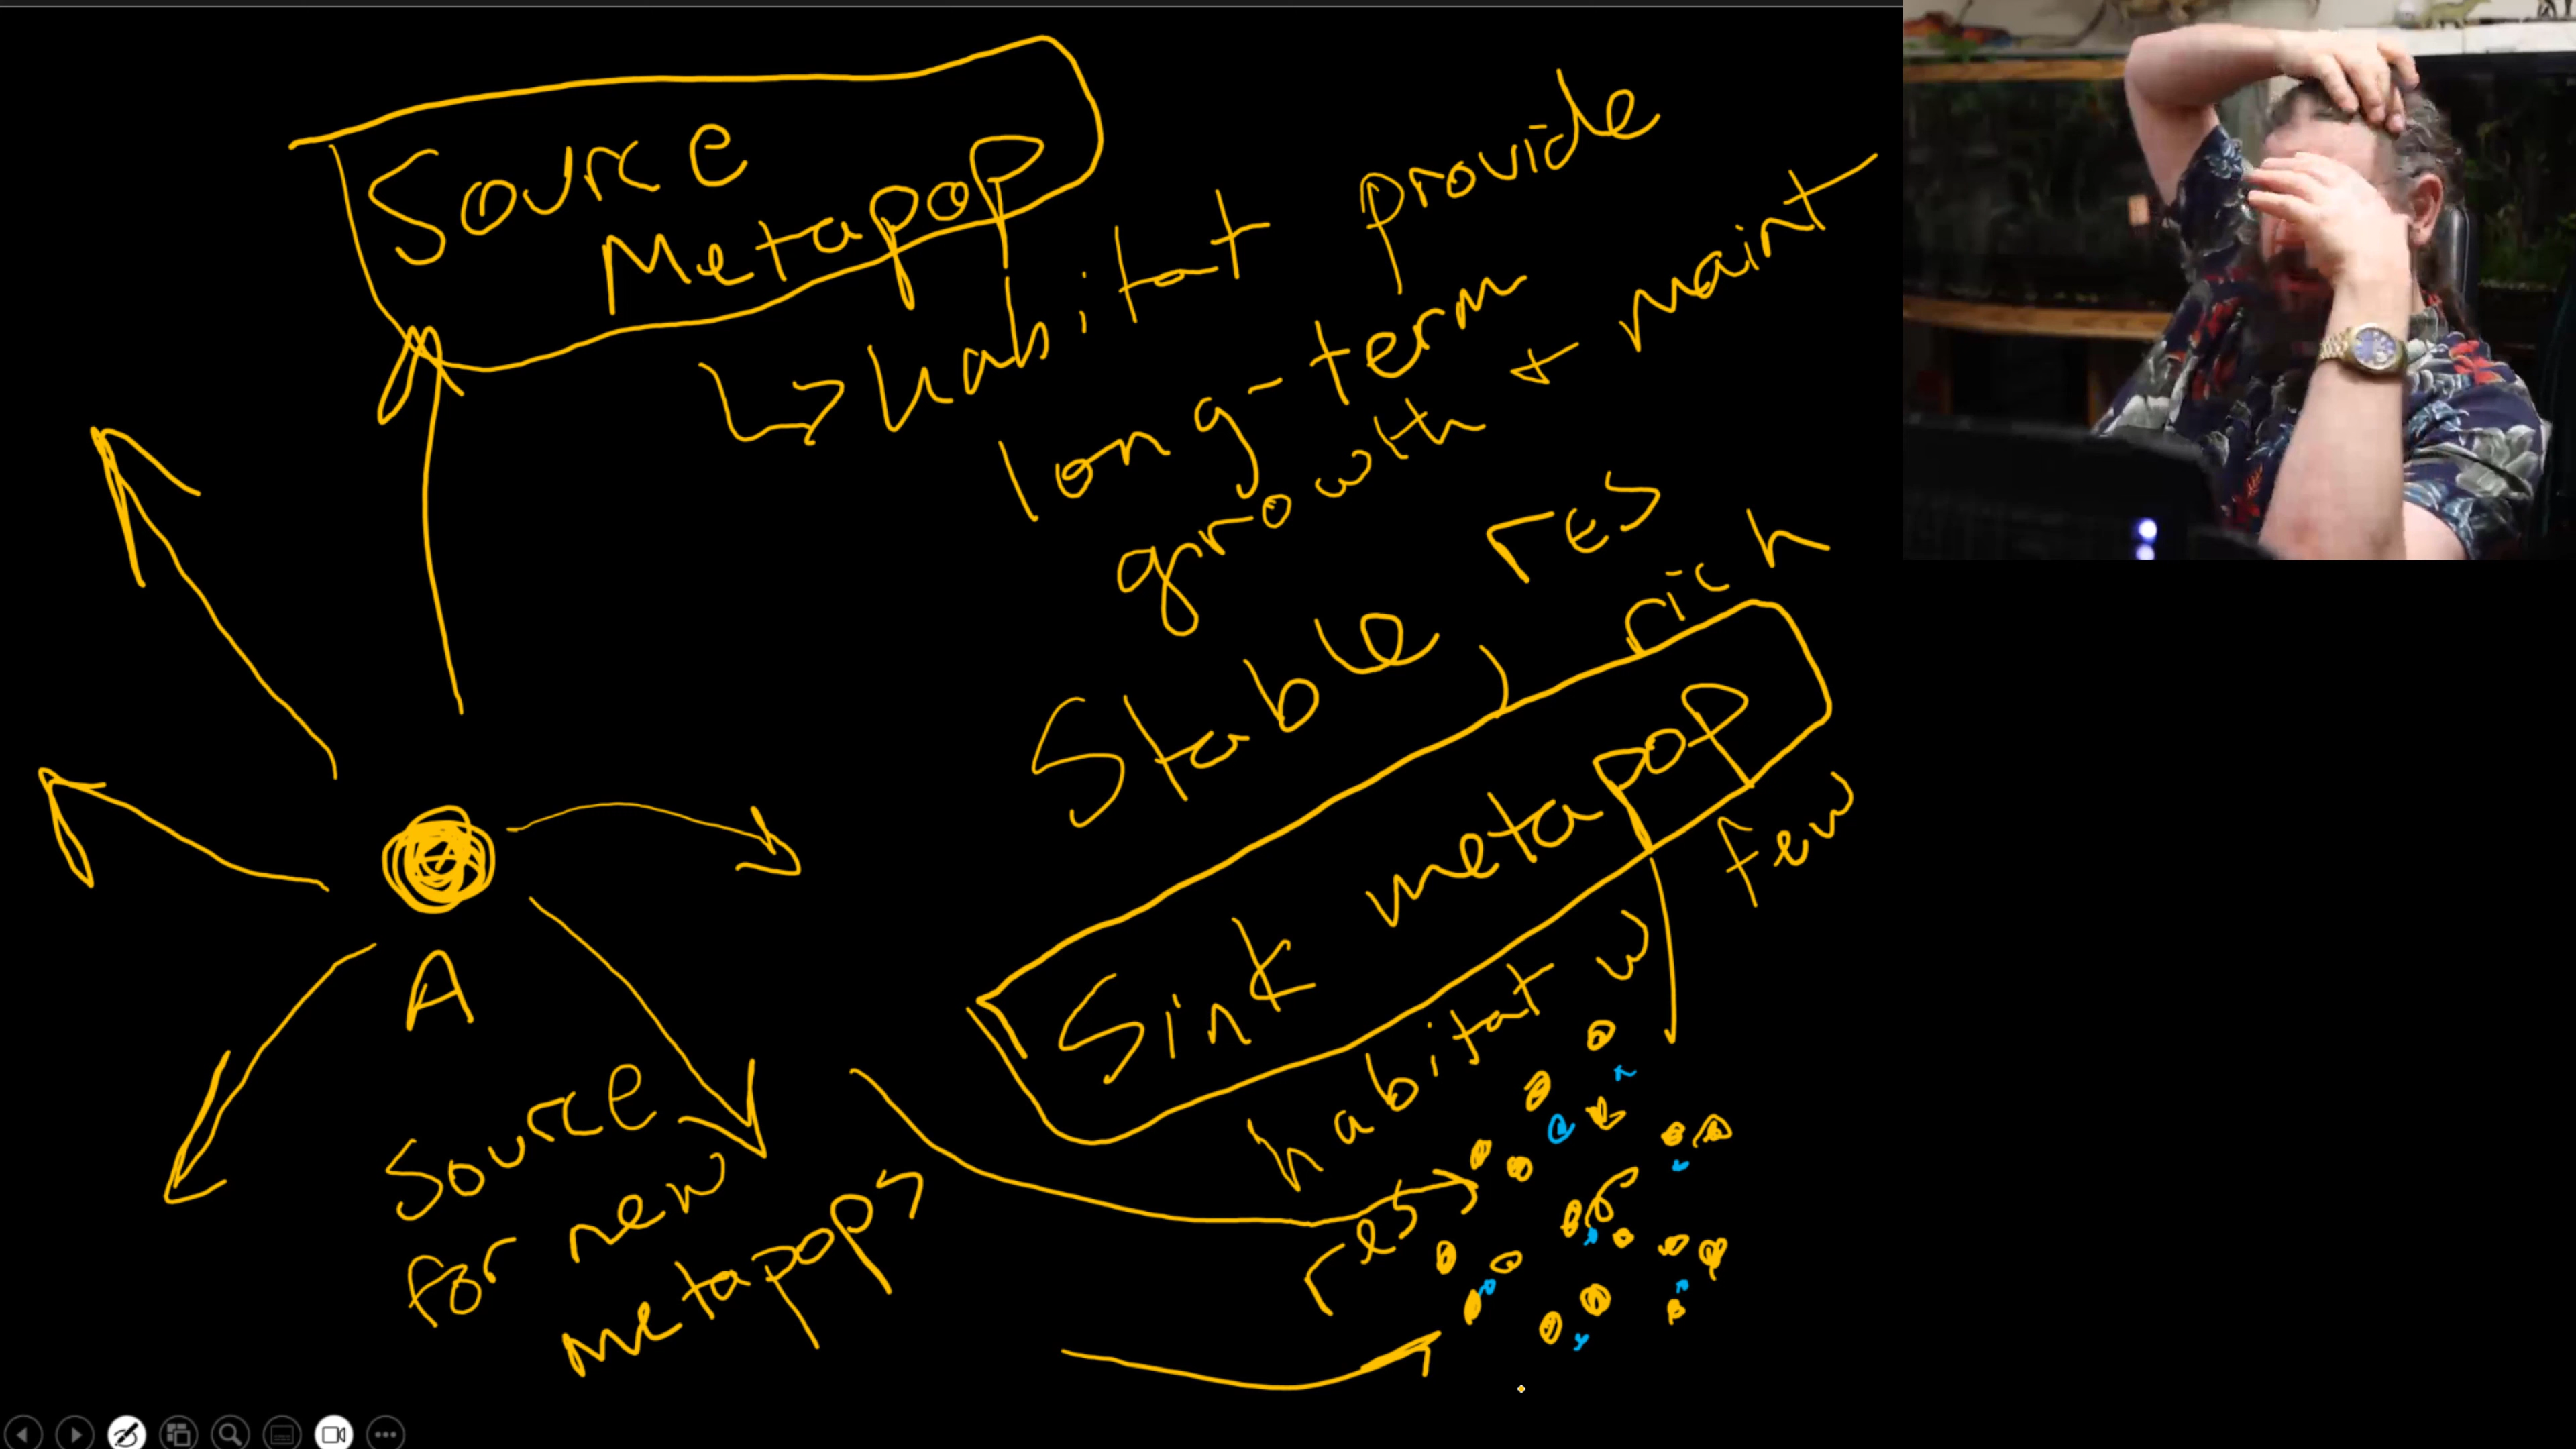 Source
Metapop
habitat provide
long-term
growth + maint
Stable, res
rich
Sink metapop
habitat w few
res
A
Source
for new
metapops